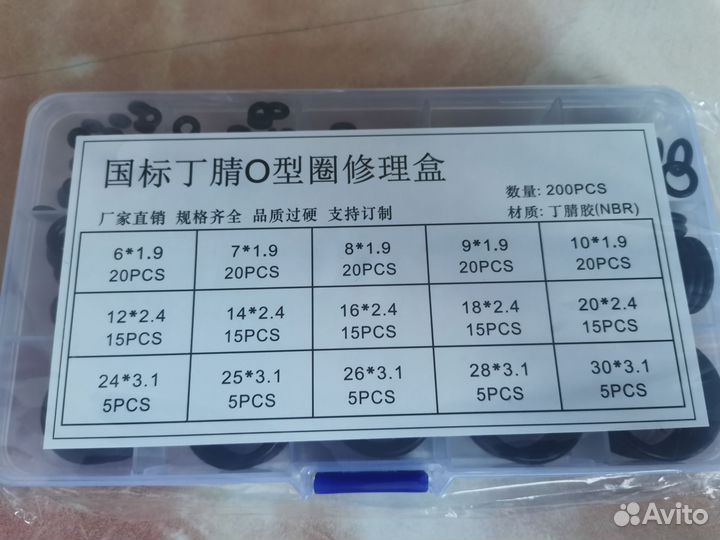 国标丁腈O型圈修理盒
数量: 200PCS
厂家直销 规格齐全 品质过硬 支持订制
材质: 丁腈胶(NBR)
6*1.9 7*1.9 8*1.9 9*1.9 10*1.9
20PCS 20PCS 20PCS 20PCS 20PCS
12*2.4 14*2.4 16*2.4 18*2.4 20*2.4
15PCS 15PCS 15PCS 15PCS 15PCS
24*3.1 25*3.1 26*3.1 28*3.1 30*3.1
5PCS 5PCS 5PCS 5PCS 5PCS
Avito